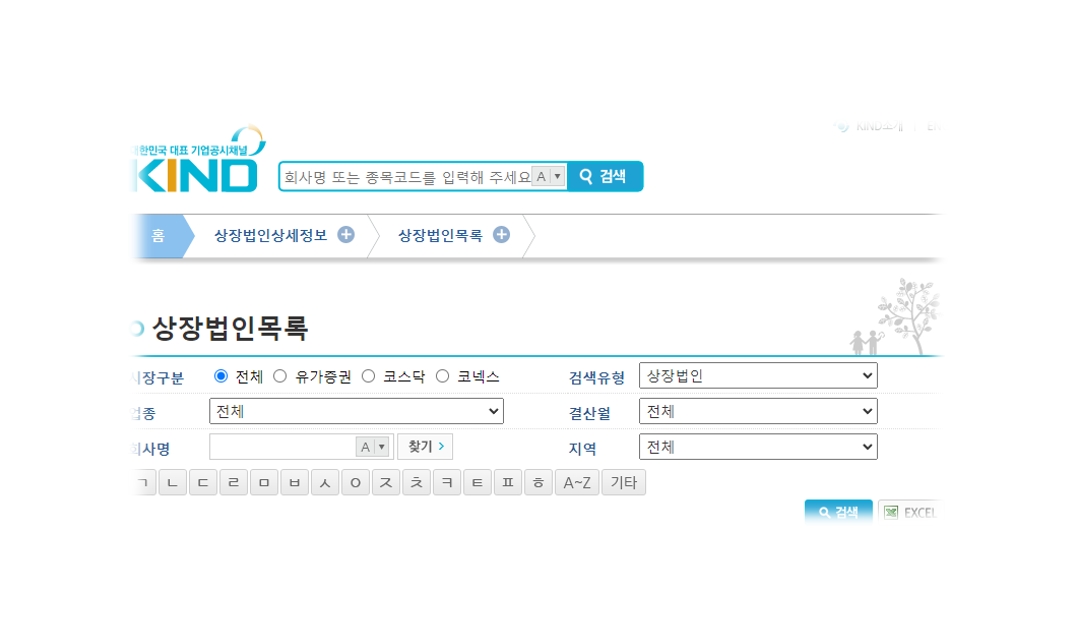 KIND소개
대한민국 대표 기업공시채널
KIND
회사명 또는 종목코드를 입력해 주세요 A 검색
홈 상장법인상세정보 상장법인목록
상장법인목록
시장구분 전체 유가증권 코스닥 코넥스 검색유형 상장법인
업종 전체 결산월 전체
회사명 A 찾기 지역 전체
ㄱ ㄴ ㄷ ㄹ ㅁ ㅂ ㅅ ㅇ ㅈ ㅊ ㅋ ㅌ ㅍ ㅎ A~Z 기타
검색 EXCEL